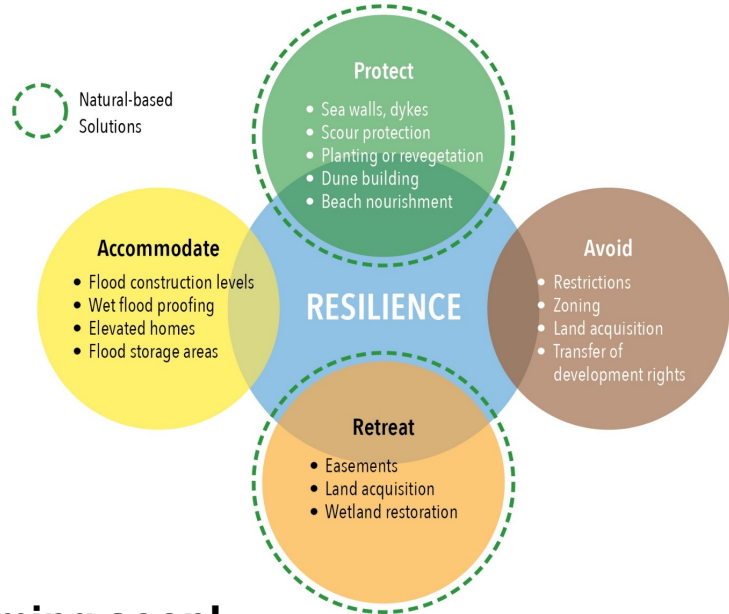 Natural-based
Solutions
Protect
• Sea walls, dykes
• Scour protection
• Planting or revegetation
• Dune building
• Beach nourishment
Accommodate
• Flood construction levels
• Wet flood proofing
• Elevated homes
• Flood storage areas
RESILIENCE
Avoid
• Restrictions
• Zoning
• Land acquisition
• Transfer of
development rights
Retreat
• Easements
• Land acquisition
• Wetland restoration